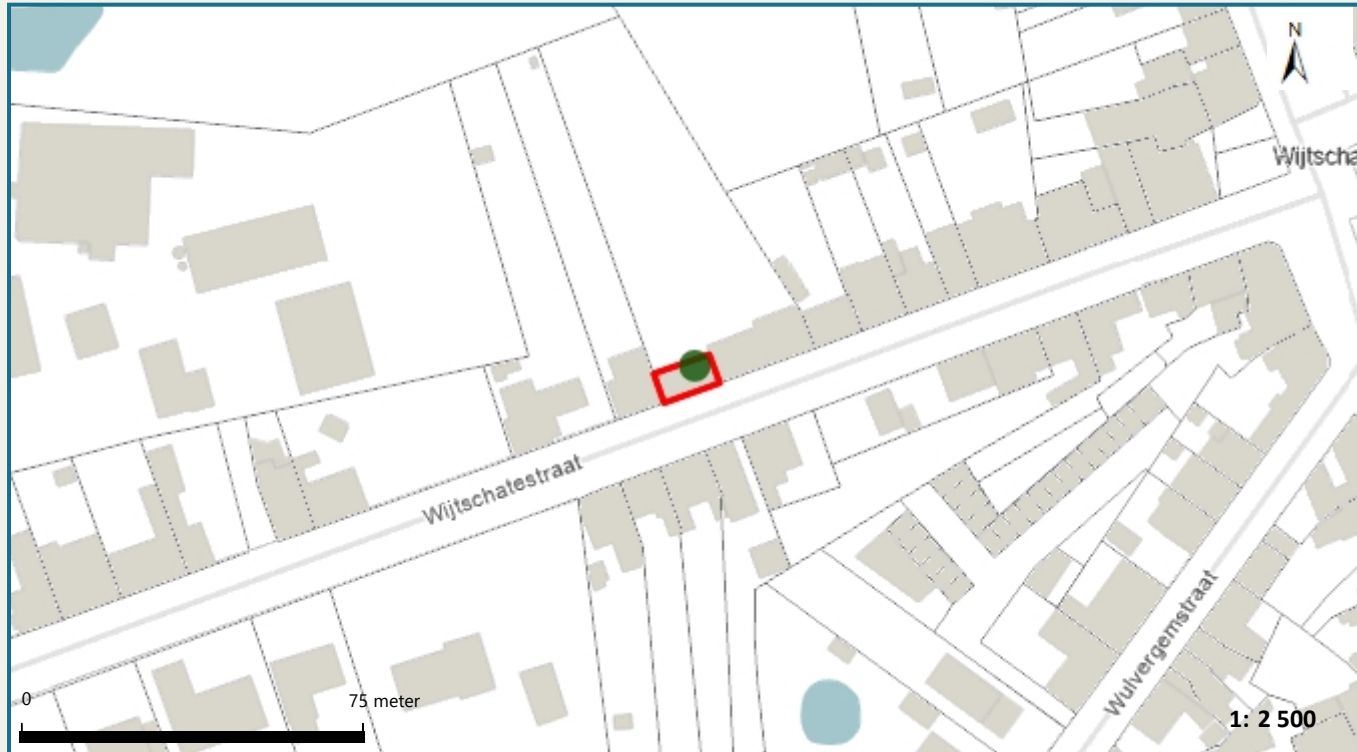 N
Wijtscha
Wijtschatestraat
Wulvergemstraat
0
75 meter
1: 2 500